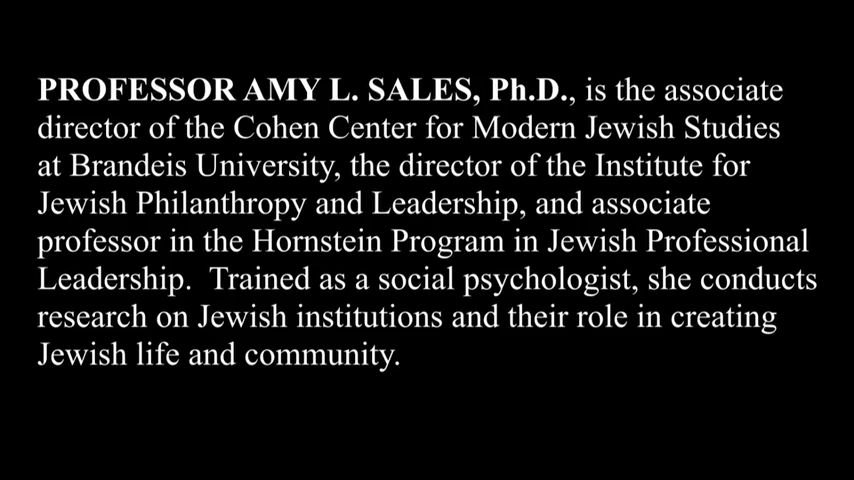 PROFESSOR AMY L. SALES, Ph.D., is the associate
director of the Cohen Center for Modern Jewish Studies
at Brandeis University, the director of the Institute for
Jewish Philanthropy and Leadership, and associate
professor in the Hornstein Program in Jewish Professional
Leadership.  Trained as a social psychologist, she conducts
research on Jewish institutions and their role in creating
Jewish life and community.